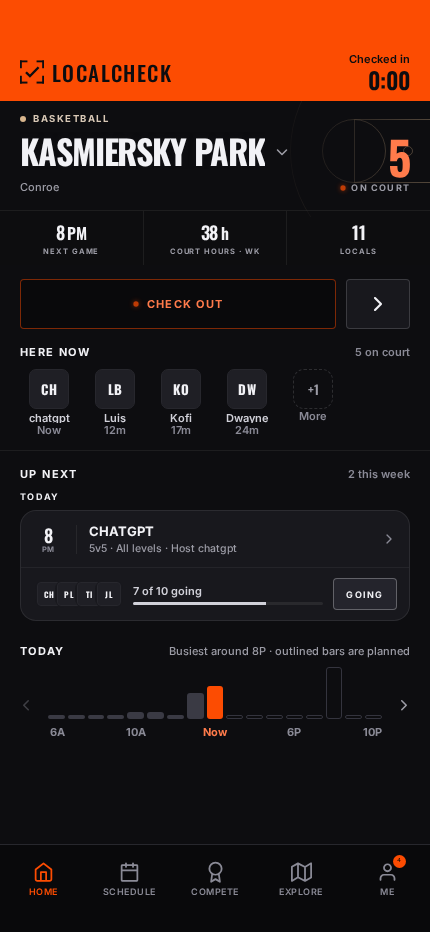 LOCALCHECK
Checked in
0:00
BASKETBALL
KASMIERSKY PARK
5
Conroe
ON COURT
8 PM
38 h
11
NEXT GAME
COURT HOURS · WK
LOCALS
CHECK OUT
HERE NOW
5 on court
CH
LB
KO
DW
+1
chatgpt
Luis
Kofi
Dwayne
More
Now
12m
17m
24m
UP NEXT
2 this week
TODAY
8
PM
CHATGPT
5v5 · All levels · Host chatgpt
CH
PL
TI
JL
7 of 10 going
GOING
TODAY
Busiest around 8P · outlined bars are planned
6A
10A
Now
6P
10P
HOME
SCHEDULE
COMPETE
EXPLORE
ME